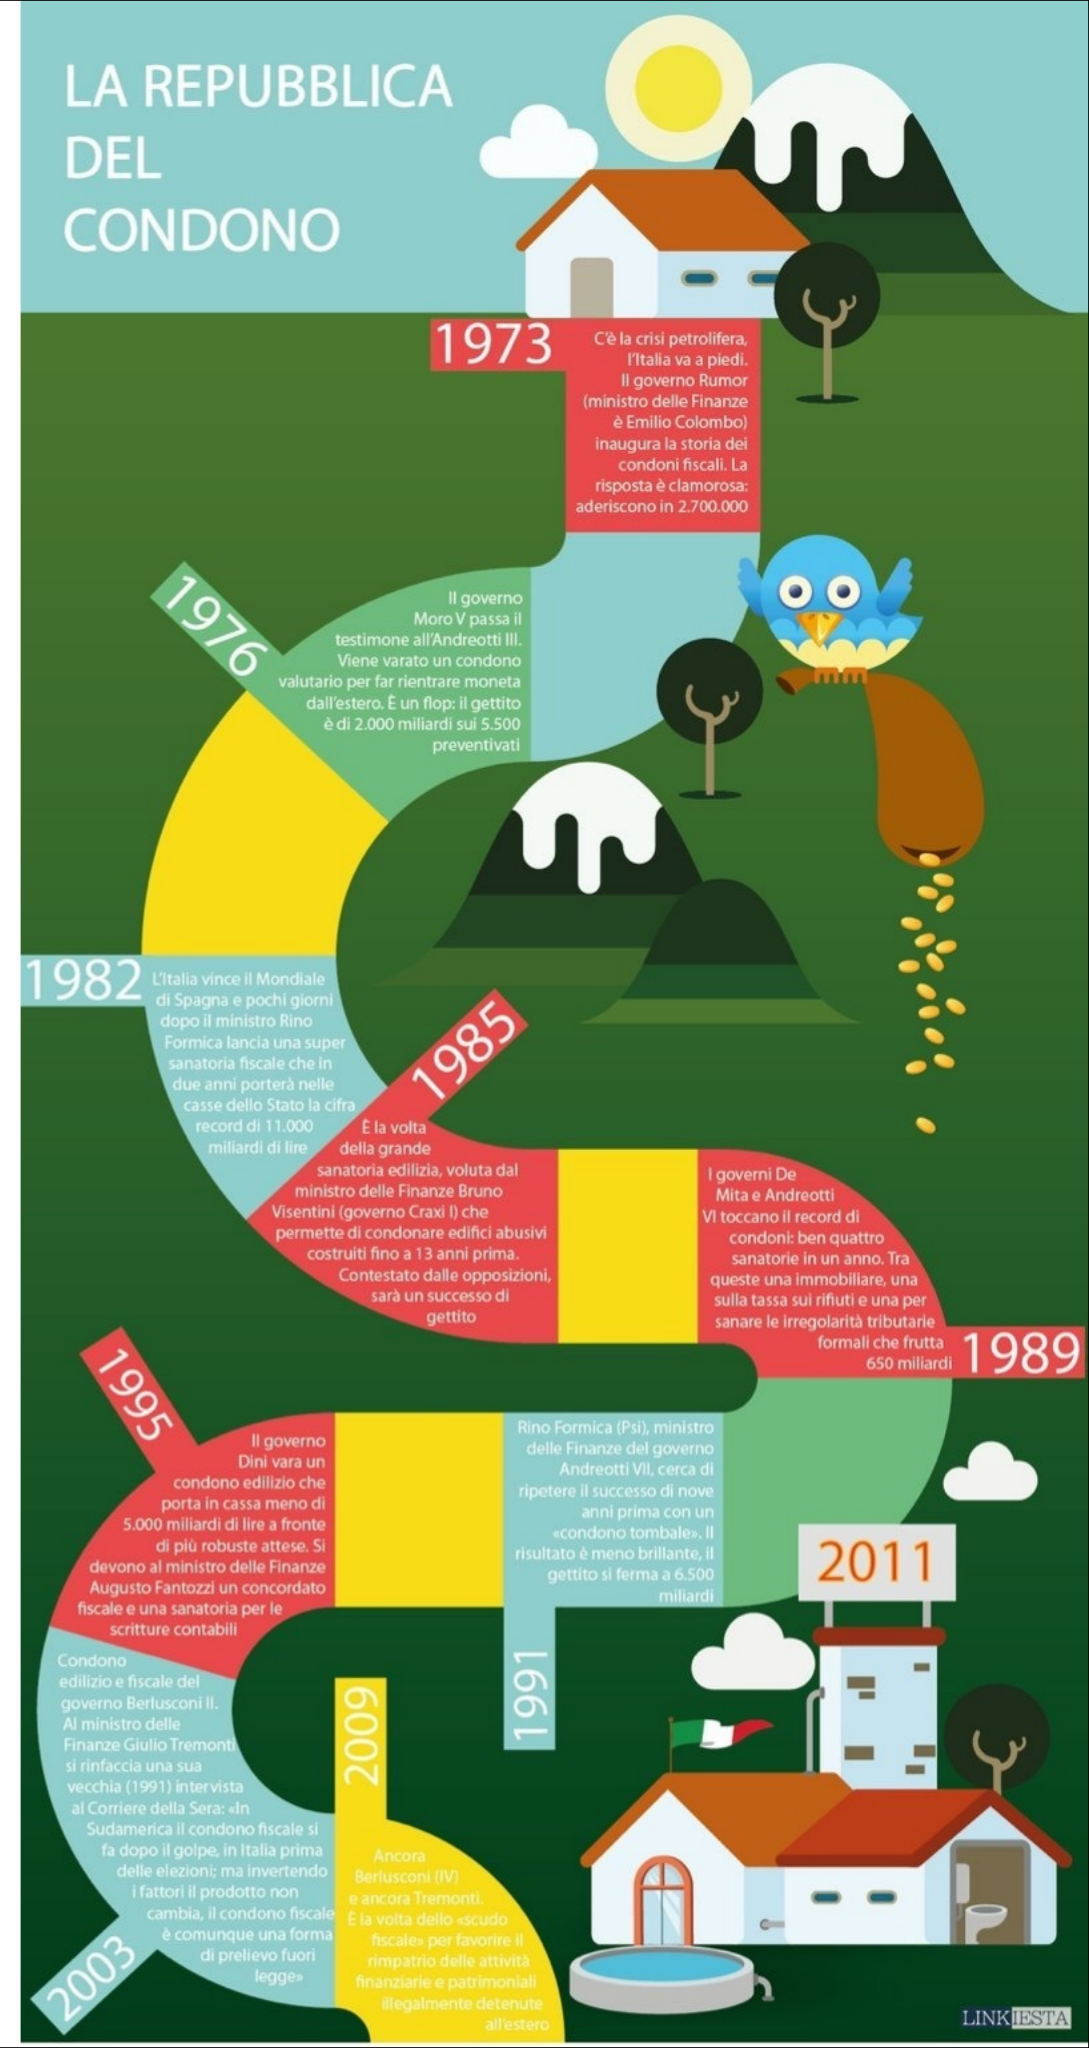 LA REPUBBLICA
DEL
CONDONO
1973
C'è la crisi petrolifera,
l'Italia va a piedi.
Il governo Rumor
(ministro delle Finanze
è Emilio Colombo)
inaugura la storia dei
condoni fiscali. La
risposta è clamorosa:
aderiscono in 2.700.000
1976
Il governo
Moro V passa il
testimone all'Andreotti III.
Viene varato un condono
valutario per far rientrare moneta
dall'estero. È un flop: il gettito
è di 2.000 miliardi sui 5.500
preventivati
1982
L'Italia vince il Mondiale
di Spagna e pochi giorni
dopo il ministro Rino
Formica lancia una super
sanatoria fiscale che in
due anni porterà nelle
casse dello Stato la cifra
record di 11.000
miliardi di lire
1985
È la volta
della grande
sanatoria edilizia, voluta dal
ministro delle Finanze Bruno
Visentini (governo Craxi I) che
permette di condonare edifici abusivi
costruiti fino a 13 anni prima.
Contestato dalle opposizioni,
sarà un successo di
gettito
I governi De
Mita e Andreotti
VI toccano il record di
condoni: ben quattro
sanatorie in un anno. Tra
queste una immobiliare, una
sulla tassa sui rifiuti e una per
sanare le irregolarità tributarie
formali che frutta
650 miliardi
1989
Rino Formica (Psi), ministro
delle Finanze del governo
Andreotti VII, cerca di
ripetere il successo di nove
anni prima con un
«condono tombale». Il
risultato è meno brillante, il
gettito si ferma a 6.500
miliardi
1991
1995
Il governo
Dini vara un
condono edilizio che
porta in cassa meno di
5.000 miliardi di lire a fronte
di più robuste attese. Si
devono al ministro delle Finanze
Augusto Fantozzi un concordato
fiscale e una sanatoria per le
scritture contabili
Condono
edilizio e fiscale del
governo Berlusconi II.
Al ministro delle
Finanze Giulio Tremonti
si rinfaccia una sua
vecchia (1991) intervista
al Corriere della Sera: «In
Sudamerica il condono fiscale si
fa dopo il golpe, in Italia prima
delle elezioni; ma invertendo
i fattori il prodotto non
cambia, il condono fiscale
è comunque una forma
di prelievo fuori
legge»
2003
2009
Ancora
Berlusconi (IV)
e ancora Tremonti.
È la volta dello «scudo
fiscale» per favorire il
rimpatrio delle attività
finanziarie e patrimoniali
illegalmente detenute
all'estero
2011
LINKIESTA